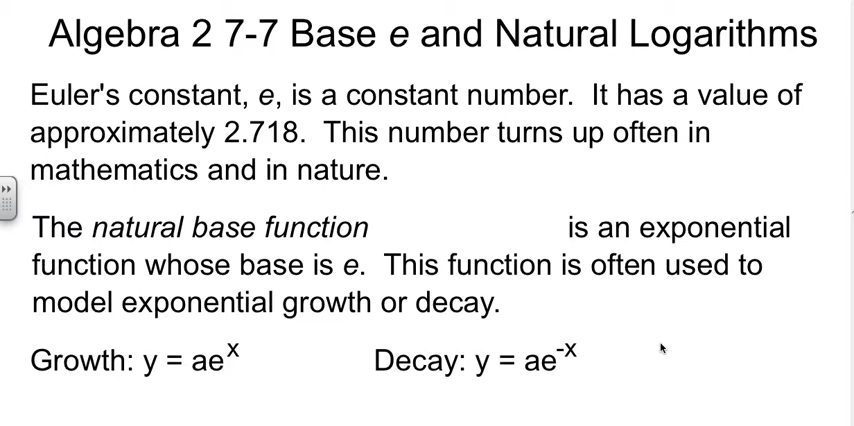 Algebra 2 7-7 Base e and Natural Logarithms
Euler's constant, e, is a constant number. It has a value of
approximately 2.718. This number turns up often in
mathematics and in nature.
The natural base function is an exponential
function whose base is e. This function is often used to
model exponential growth or decay.
Growth: y = ae^x Decay: y = ae^-x